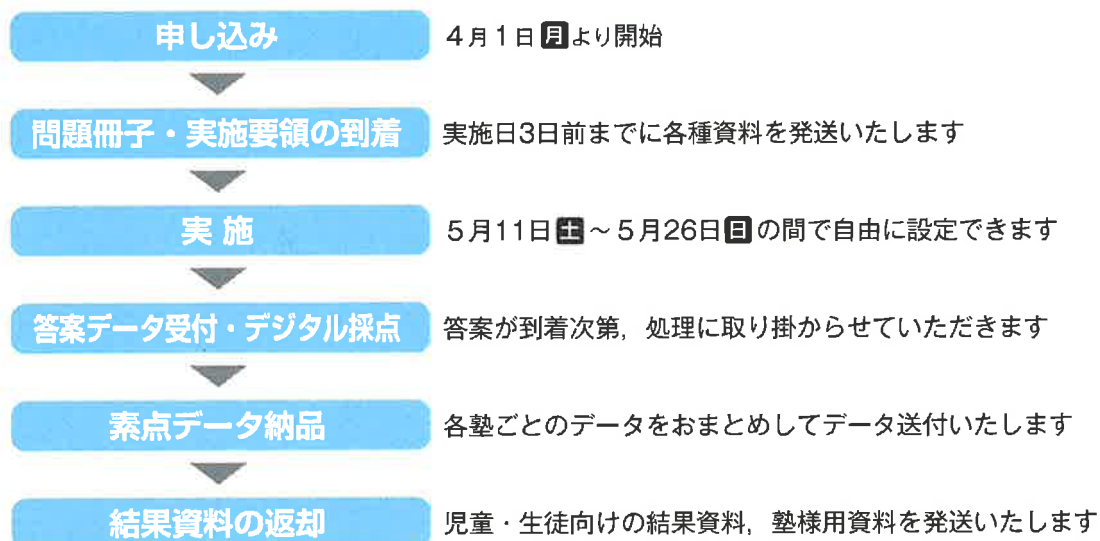 申し込み
4月1日月より開始
問題冊子・実施要領の到着
実施日3日前までに各種資料を発送いたします
実施
5月11日土～5月26日日の間で自由に設定できます
答案データ受付・デジタル採点
答案が到着次第，処理に取り掛からせていただきます
素点データ納品
各塾ごとのデータをおまとめしてデータ送付いたします
結果資料の返却
児童・生徒向けの結果資料，塾様用資料を発送いたします